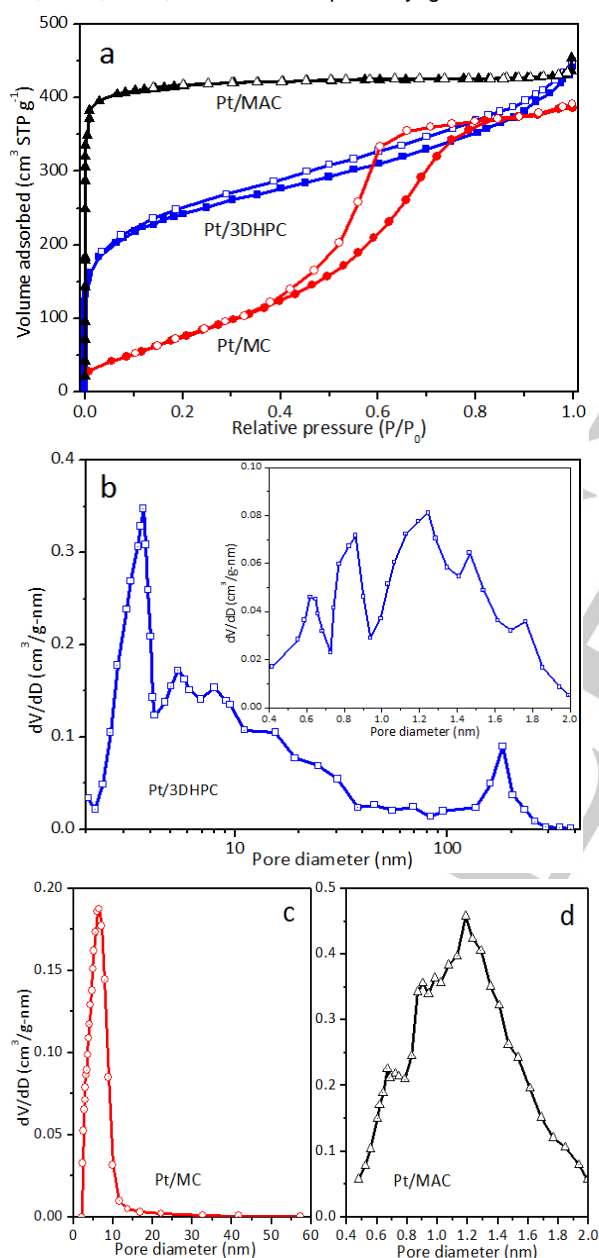 500
a
400
Pt/MAC
300
Pt/3DHPC
200
100
Pt/MC
0
Volume adsorbed (cm³ STP g⁻¹)
0.0 0.2 0.4 0.6 0.8 1.0
Relative pressure (P/P₀)
0.4
b
0.3
0.2
0.1
0.0
dV/dD (cm³/g-nm)
Pt/3DHPC
10 100
Pore diameter (nm)
0.10
0.08
0.06
0.04
0.02
0.00
dV/dD (cm³/g-nm)
0.4 0.6 0.8 1.0 1.2 1.4 1.6 1.8 2.0
Pore diameter (nm)
0.20
c
0.15
0.10
0.05
0.00
dV/dD (cm³/g-nm)
Pt/MC
0 10 20 30 40 50 60
Pore diameter (nm)
0.5
d
0.4
0.3
0.2
0.1
0.0
Pt/MAC
0.4 0.6 0.8 1.0 1.2 1.4 1.6 1.8 2.0
Pore diameter (nm)